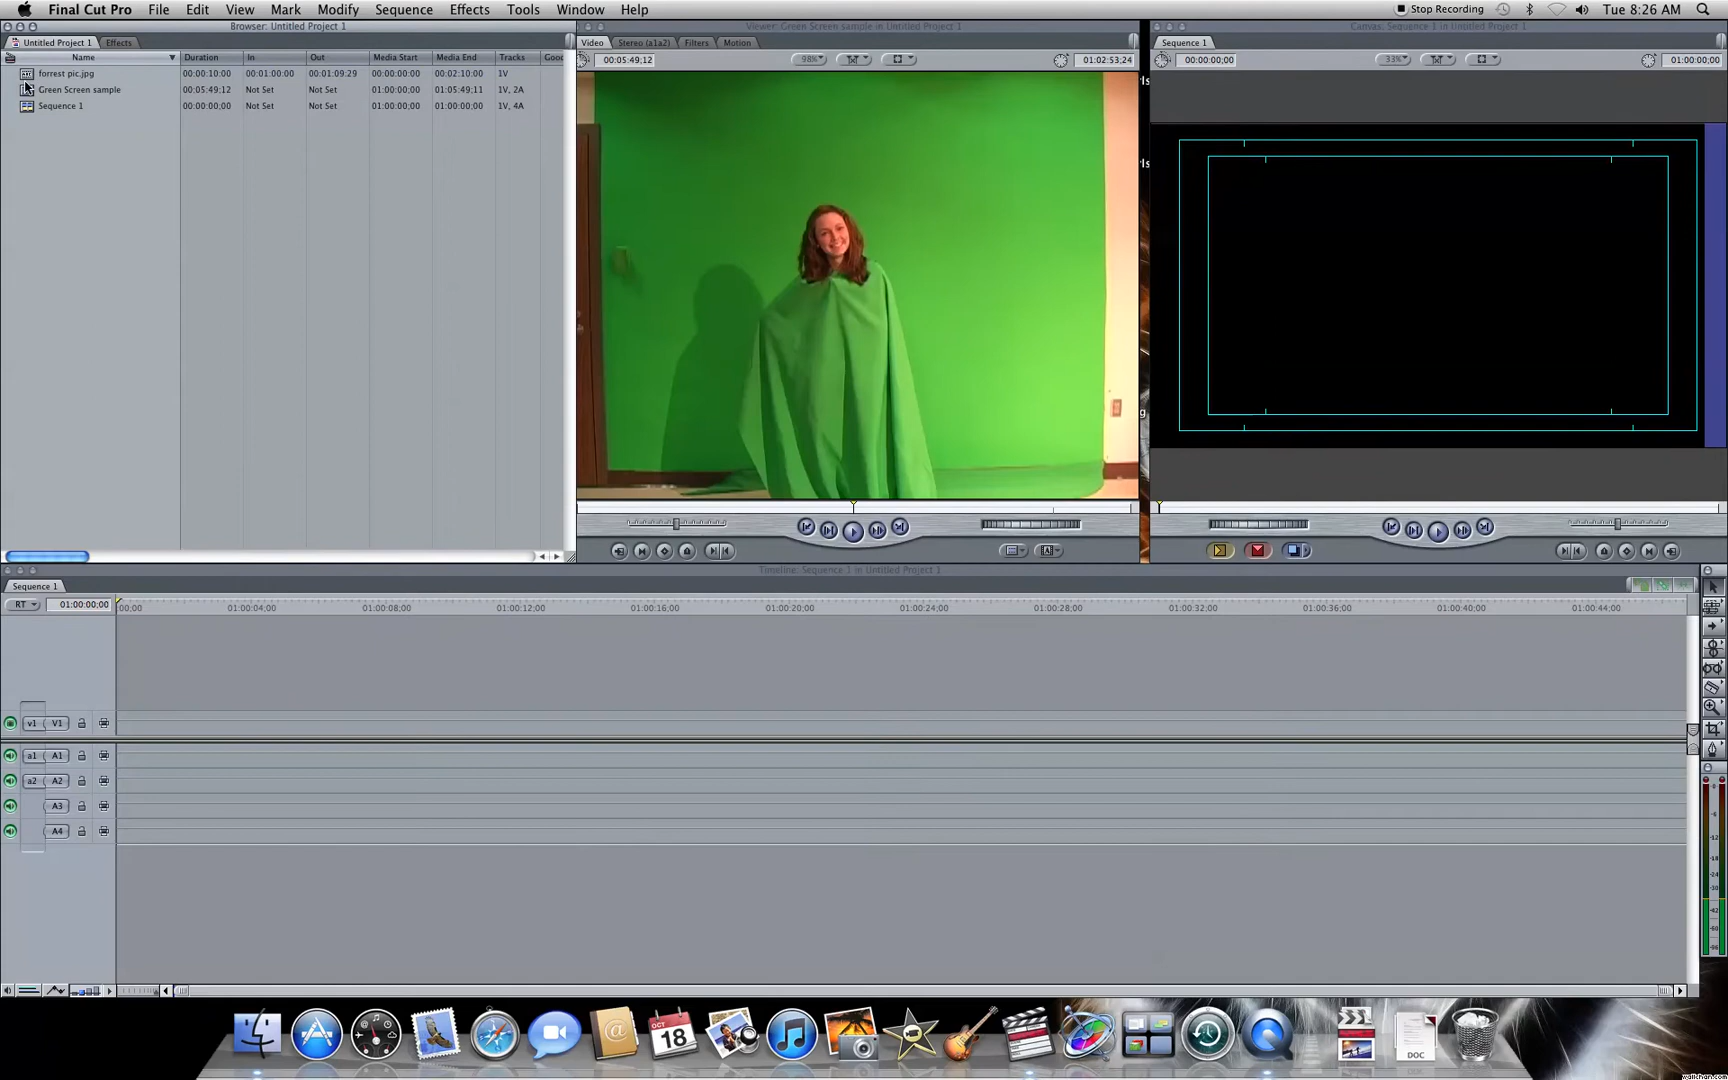 Final Cut Pro File Edit View Mark Modify Sequence Effects Tools Window Help Stop Recording Tue 8:26 AM
Browser: Untitled Project 1
Viewer: Green Screen sample in Untitled Project 1
Canvas: Sequence 1 in Untitled Project 1
Untitled Project 1 Effects
Video Stereo (a1a2) Filters Motion
Sequence 1
Name Duration In Out Media Start Media End Tracks Good
00:05:49;12 98% 01:02:53;24
00:00:00;00 33% 01:00:00;00
forrest pic.jpg 00:00:10:00 00:01:00:00 00:01:09:29 00:00:00:00 00:02:10:00 1V
Green Screen sample 00:05:49;12 Not Set Not Set 01:00:00;00 01:05:49;11 1V, 2A
Sequence 1 00:00:00;00 Not Set Not Set 01:00:00;00 01:00:00;00 1V, 4A
Timeline: Sequence 1 in Untitled Project 1
Sequence 1
RT 01:00:00;00 00;00 01:00:04;00 01:00:08;00 01:00:12;00 01:00:16;00 01:00:20;00 01:00:24;00 01:00:28;00 01:00:32;00 01:00:36;00 01:00:40;00 01:00:44;00
v1 V1
a1 A1
a2 A2
A3
A4
OCT
18
DOC
wallchan.com